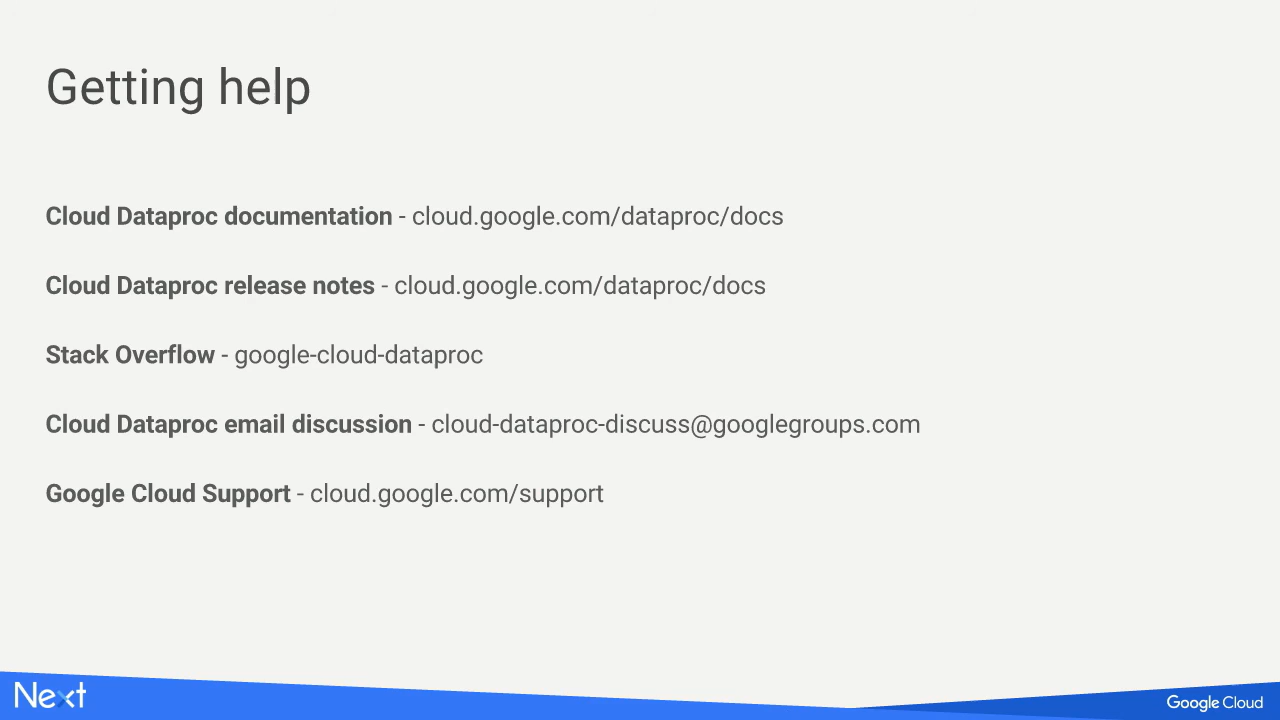 Getting help
Cloud Dataproc documentation - cloud.google.com/dataproc/docs
Cloud Dataproc release notes - cloud.google.com/dataproc/docs
Stack Overflow - google-cloud-dataproc
Cloud Dataproc email discussion - cloud-dataproc-discuss@googlegroups.com
Google Cloud Support - cloud.google.com/support
Next
Google Cloud